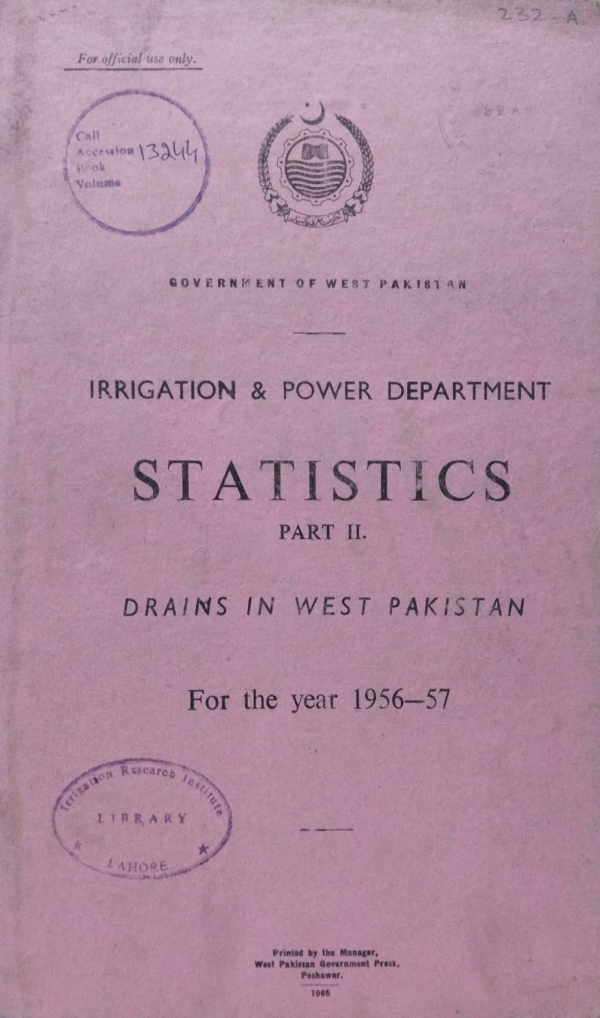 232-A
For official use only.
Call
Accession 13244
Book
Volume
GOVERNMENT OF WEST PAKISTAN
IRRIGATION & POWER DEPARTMENT
STATISTICS
PART II.
DRAINS IN WEST PAKISTAN
For the year 1956—57
Irrigation Research Institute
LIBRARY
LAHORE
Printed by the Manager,
West Pakistan Government Press,
Peshawar.
1966